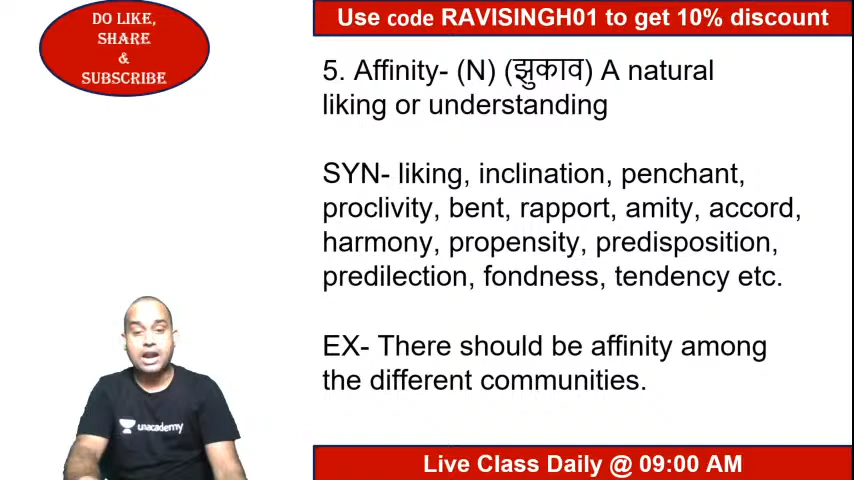 DO LIKE,
SHARE
&
SUBSCRIBE
Use code RAVISINGH01 to get 10% discount
5. Affinity- (N) (झुकाव) A natural
liking or understanding
SYN- liking, inclination, penchant,
proclivity, bent, rapport, amity, accord,
harmony, propensity, predisposition,
predilection, fondness, tendency etc.
EX- There should be affinity among
the different communities.
unacademy
Live Class Daily @ 09:00 AM